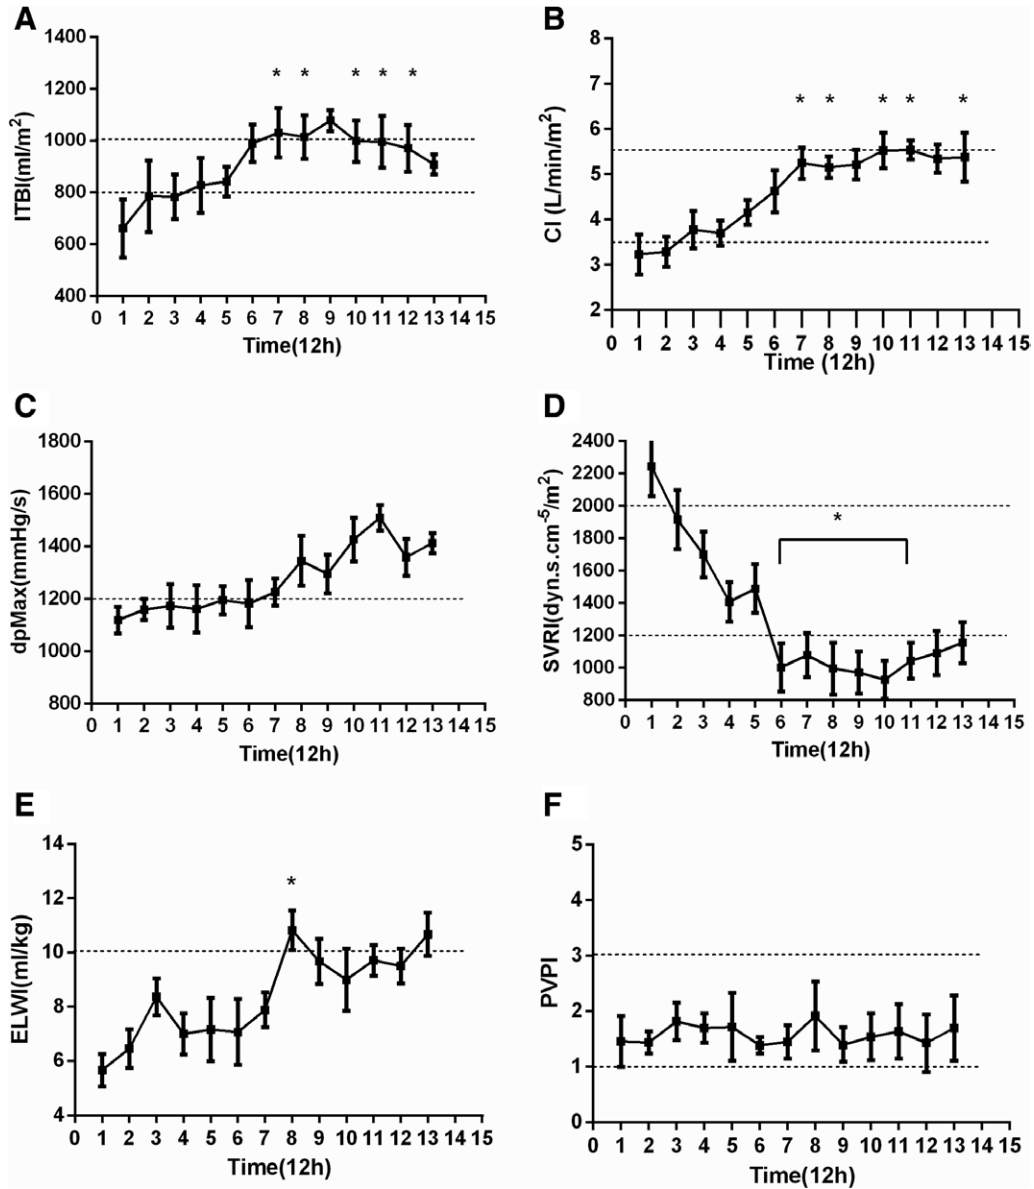 A
ITBI(ml/m²)
1400
1200
1000
800
600
400
* * * * *
0 1 2 3 4 5 6 7 8 9 10 11 12 13 14 15
Time(12h)
B
CI (L/min/m²)
8
7
6
5
4
3
2
* * * * *
0 1 2 3 4 5 6 7 8 9 10 11 12 13 14 15
Time (12h)
C
dpMax(mmHg/s)
1800
1600
1400
1200
1000
800
0 1 2 3 4 5 6 7 8 9 10 11 12 13 14 15
Time(12h)
D
SVRI(dyn.s.cm⁻⁵/m²)
2400
2200
2000
1800
1600
1400
1200
1000
800
*
0 1 2 3 4 5 6 7 8 9 10 11 12 13 14 15
Time(12h)
E
ELWI(ml/kg)
14
12
10
8
6
4
*
0 1 2 3 4 5 6 7 8 9 10 11 12 13 14 15
Time(12h)
F
PVPI
5
4
3
2
1
0
0 1 2 3 4 5 6 7 8 9 10 11 12 13 14 15
Time(12h)